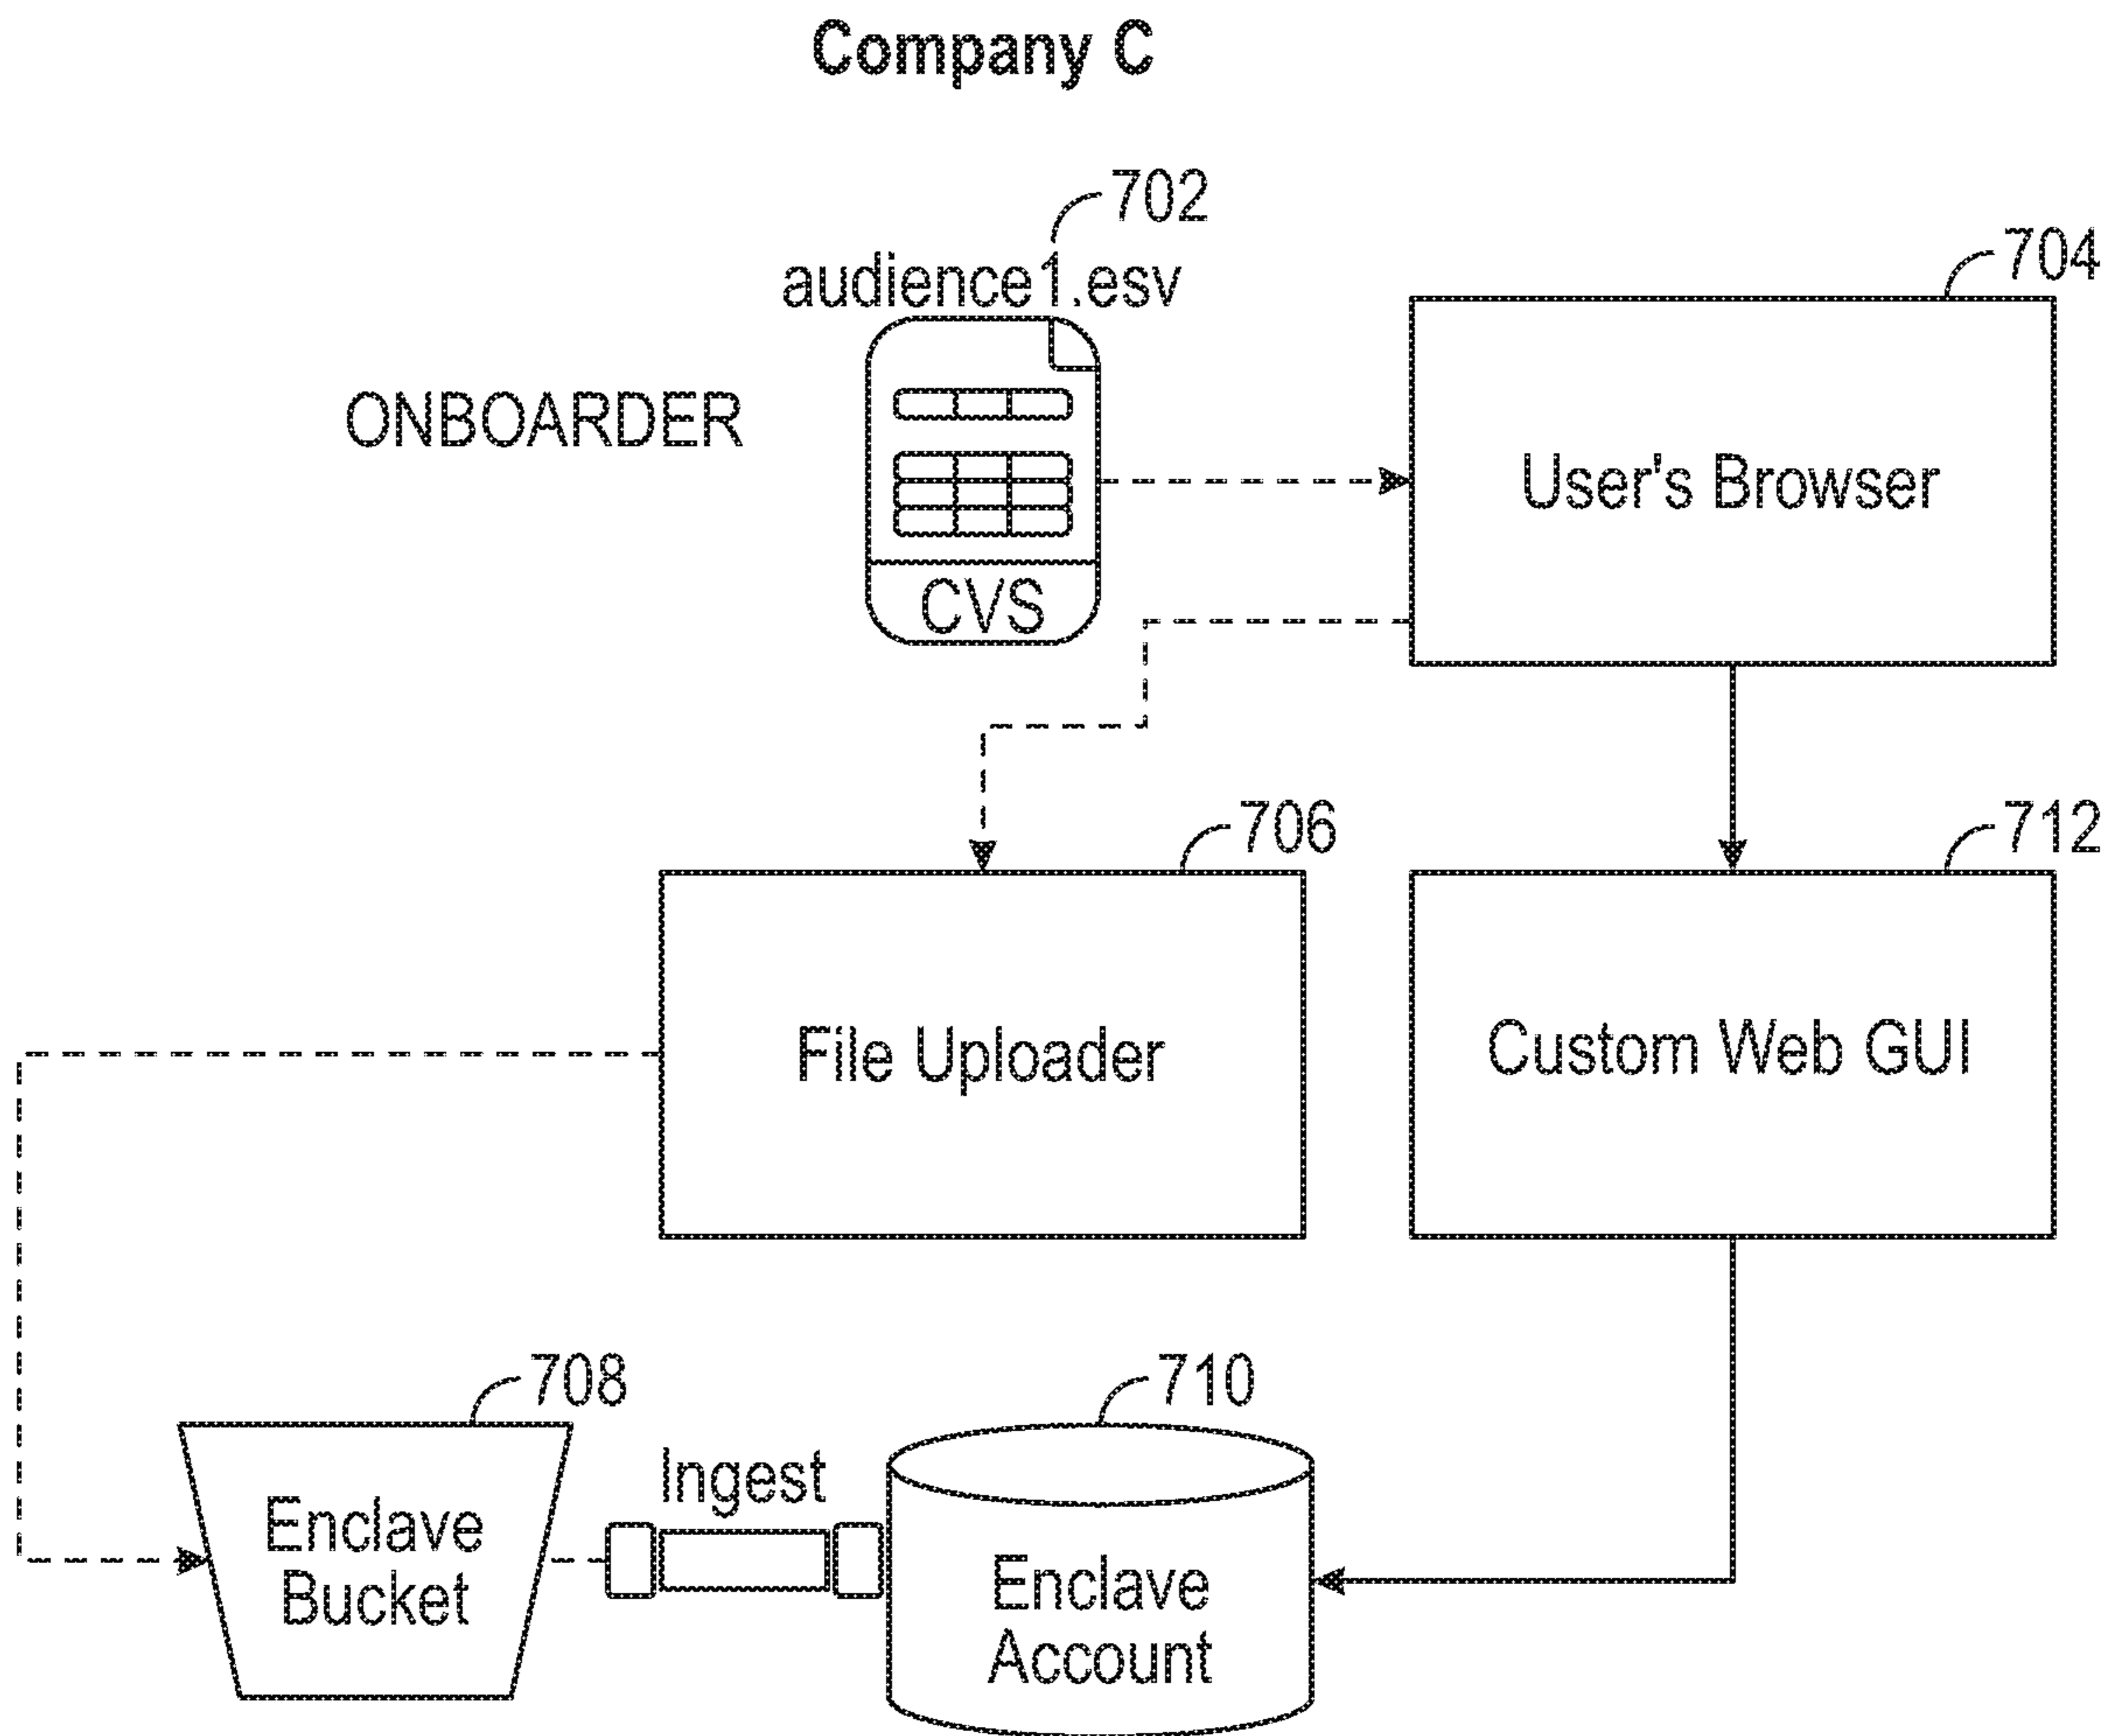 Company C
702
audience1.esv
704
ONBOARDER
User's Browser
CVS
706
712
File Uploader
Custom Web GUI
708
710
Ingest
Enclave
Bucket
Enclave
Account